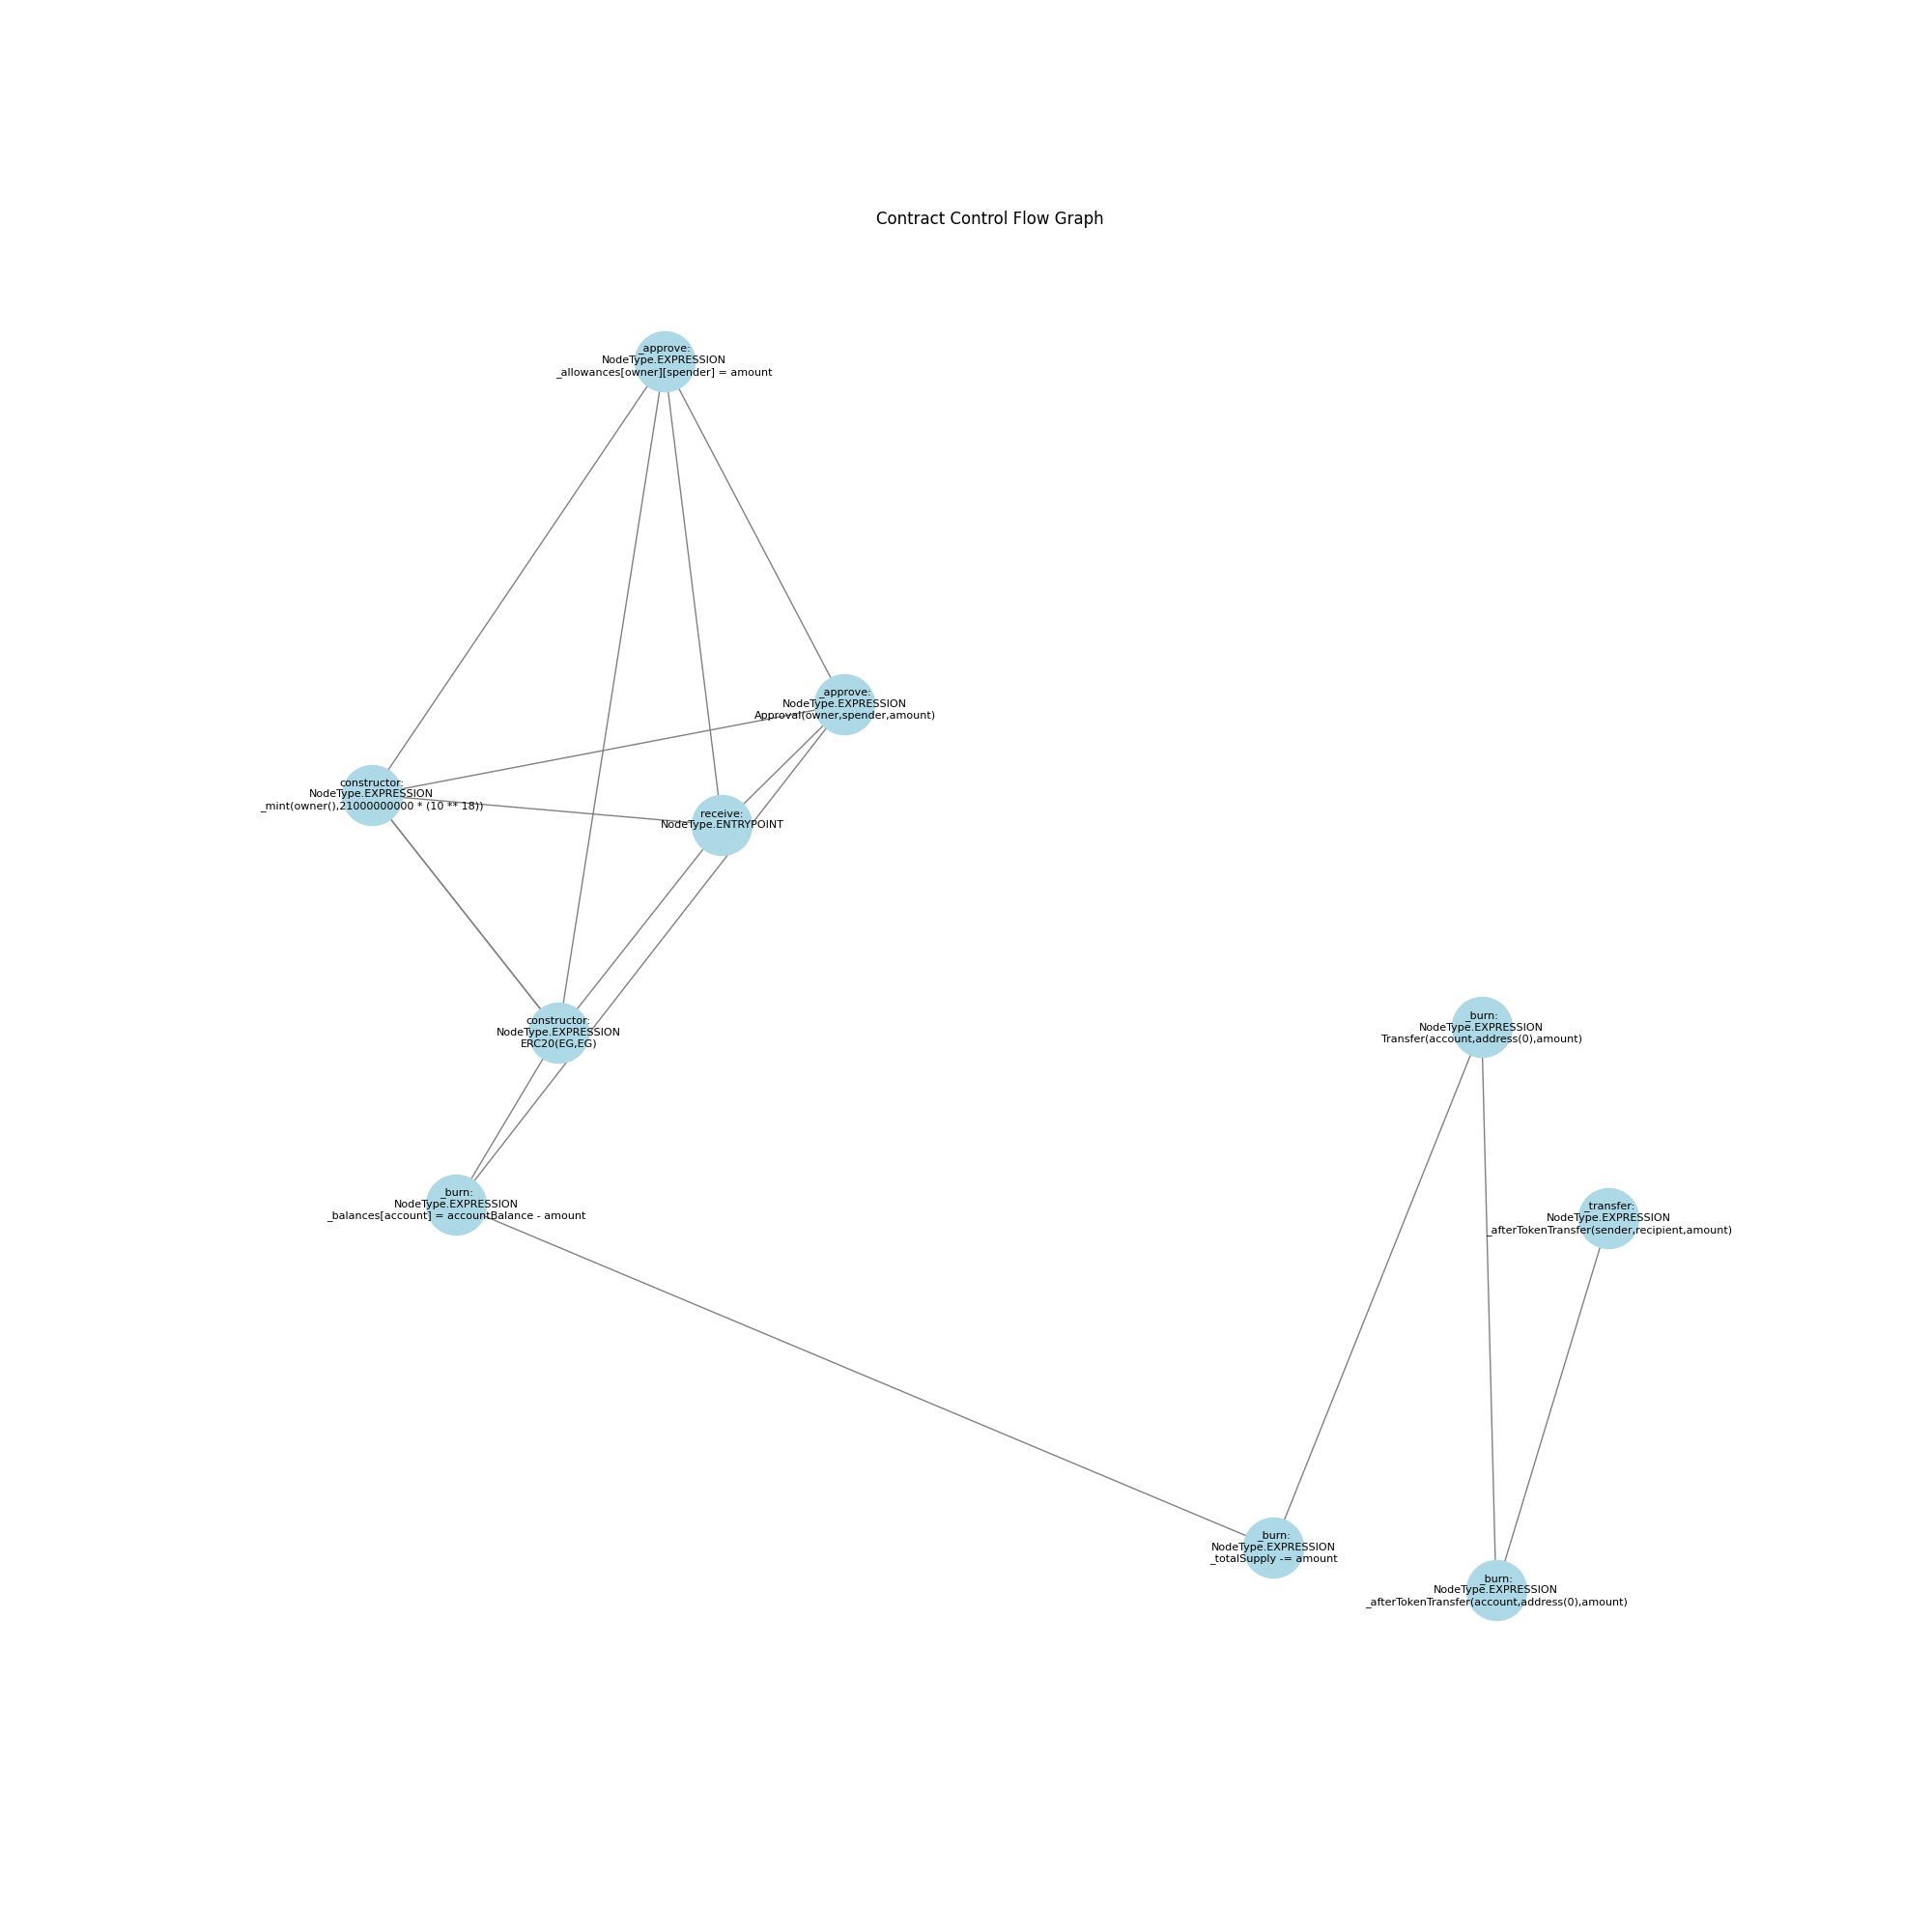 Contract Control Flow Graph
_approve:
NodeType.EXPRESSION
_allowances[owner][spender] = amount
_approve:
NodeType.EXPRESSION
Approval(owner,spender,amount)
constructor:
NodeType.EXPRESSION
_mint(owner(),21000000000 * (10 ** 18))
receive:
NodeType.ENTRYPOINT
constructor:
NodeType.EXPRESSION
ERC20(EG,EG)
_burn:
NodeType.EXPRESSION
Transfer(account,address(0),amount)
_burn:
NodeType.EXPRESSION
_balances[account] = accountBalance - amount
_transfer:
NodeType.EXPRESSION
_afterTokenTransfer(sender,recipient,amount)
_burn:
NodeType.EXPRESSION
_totalSupply -= amount
_burn:
NodeType.EXPRESSION
_afterTokenTransfer(account,address(0),amount)